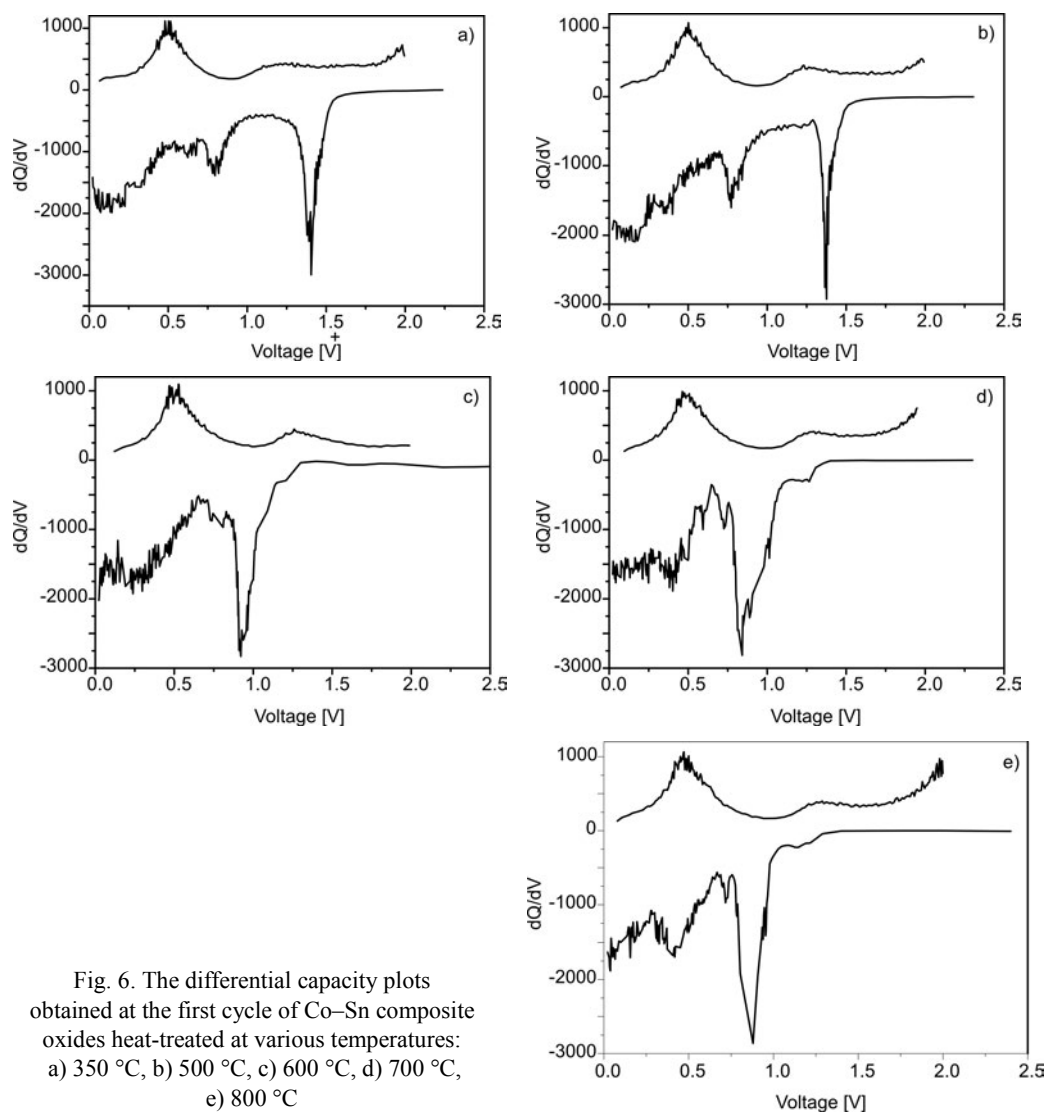 a)
1000
0
-1000
-2000
-3000
dQ/dV
0.0 0.5 1.0 1.5 2.0 2.5
+
Voltage [V]
b)
1000
0
-1000
-2000
-3000
dQ/dV
0.0 0.5 1.0 1.5 2.0 2.5
Voltage [V]
c)
1000
0
-1000
-2000
-3000
dQ/dV
0.0 0.5 1.0 1.5 2.0 2.5
Voltage [V]
d)
1000
0
-1000
-2000
-3000
dQ/dV
0.0 0.5 1.0 1.5 2.0 2.5
Voltage [V]
e)
1000
0
-1000
-2000
-3000
dQ/dV
0.0 0.5 1.0 1.5 2.0 2.5
Voltage [V]
Fig. 6. The differential capacity plots
obtained at the first cycle of Co–Sn composite
oxides heat-treated at various temperatures:
a) 350 °C, b) 500 °C, c) 600 °C, d) 700 °C,
e) 800 °C